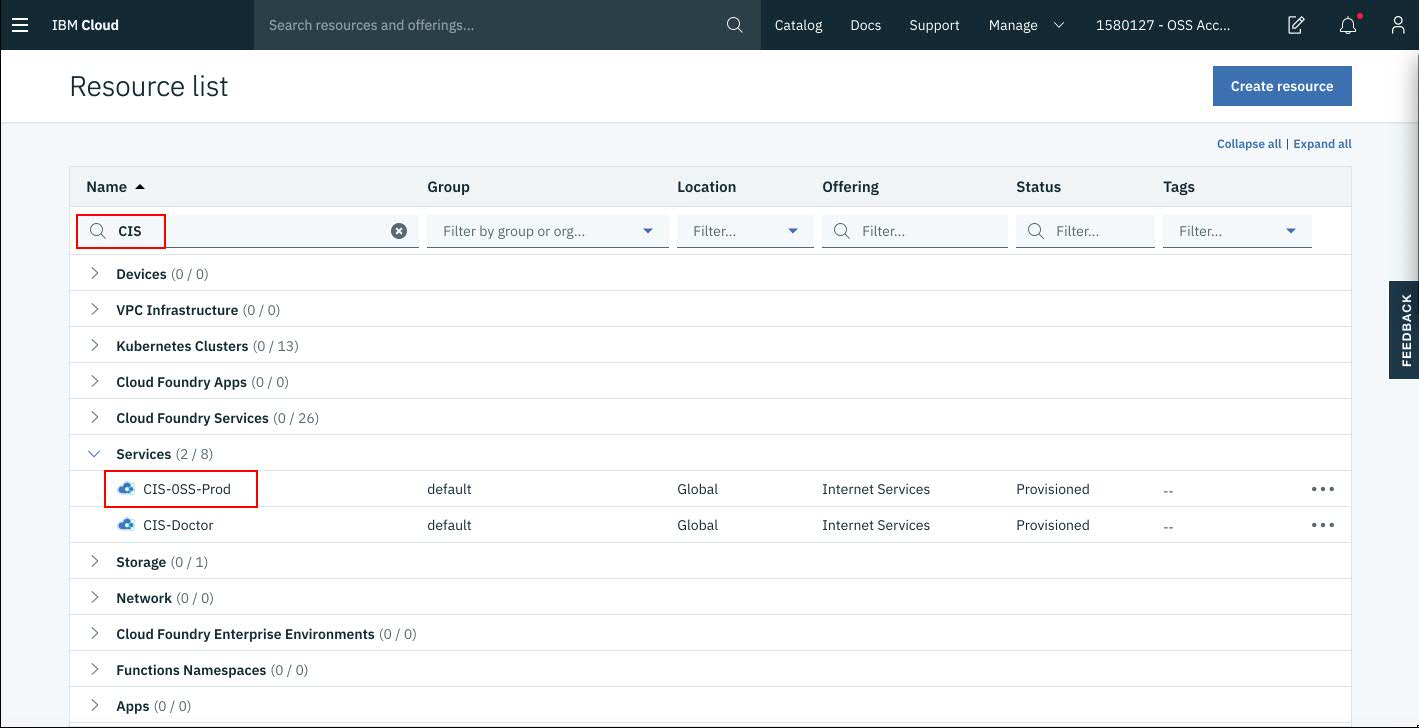 IBM Cloud
Search resources and offerings...
Catalog
Docs
Support
Manage
1580127 - OSS Acc...
Resource list
Create resource
Collapse all | Expand all
Name Group Location Offering Status Tags
CIS Filter by group or org... Filter... Filter... Filter... Filter...
Devices (0 / 0)
VPC Infrastructure (0 / 0)
Kubernetes Clusters (0 / 13)
Cloud Foundry Apps (0 / 0)
Cloud Foundry Services (0 / 26)
Services (2 / 8)
CIS-0SS-Prod default Global Internet Services Provisioned --
CIS-Doctor default Global Internet Services Provisioned --
Storage (0 / 1)
Network (0 / 0)
Cloud Foundry Enterprise Environments (0 / 0)
Functions Namespaces (0 / 0)
Apps (0 / 0)
FEEDBACK